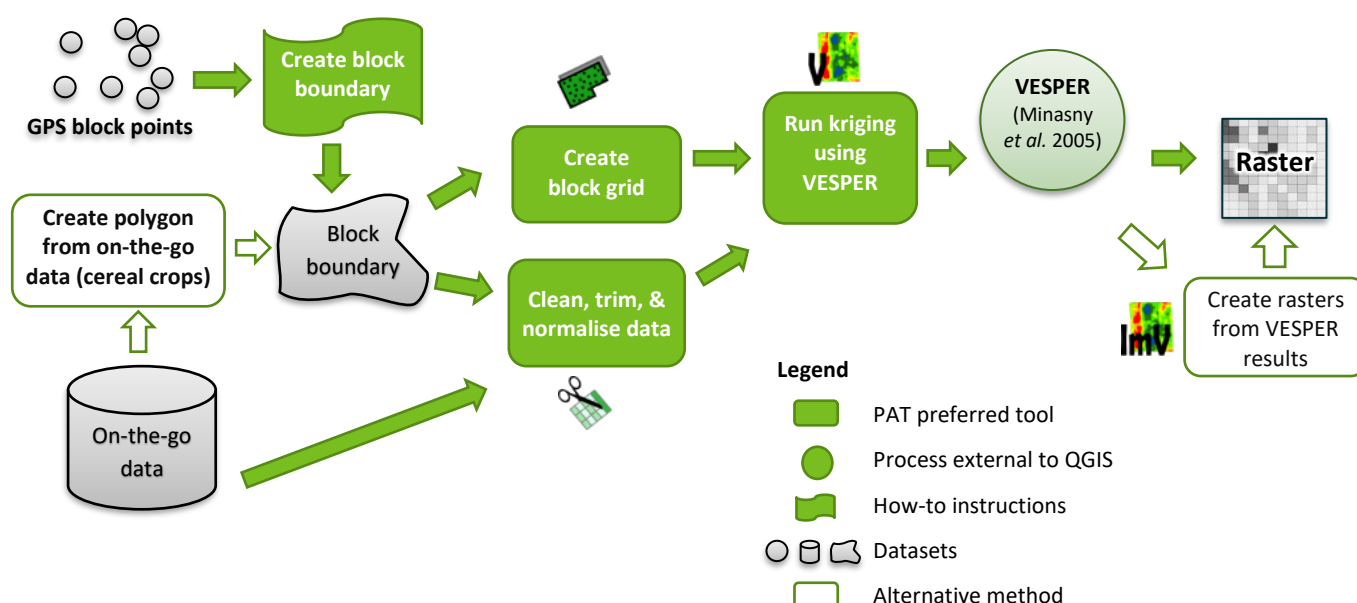 GPS block points
Create block
boundary
Create polygon
from on-the-go
data (cereal crops)
Block
boundary
On-the-go
data
Create
block grid
Clean, trim, &
normalise data
V
Run kriging
using
VESPER
VESPER
(Minasny
et al. 2005)
Raster
ImV
Create rasters
from VESPER
results
Legend
PAT preferred tool
Process external to QGIS
How-to instructions
Datasets
Alternative method